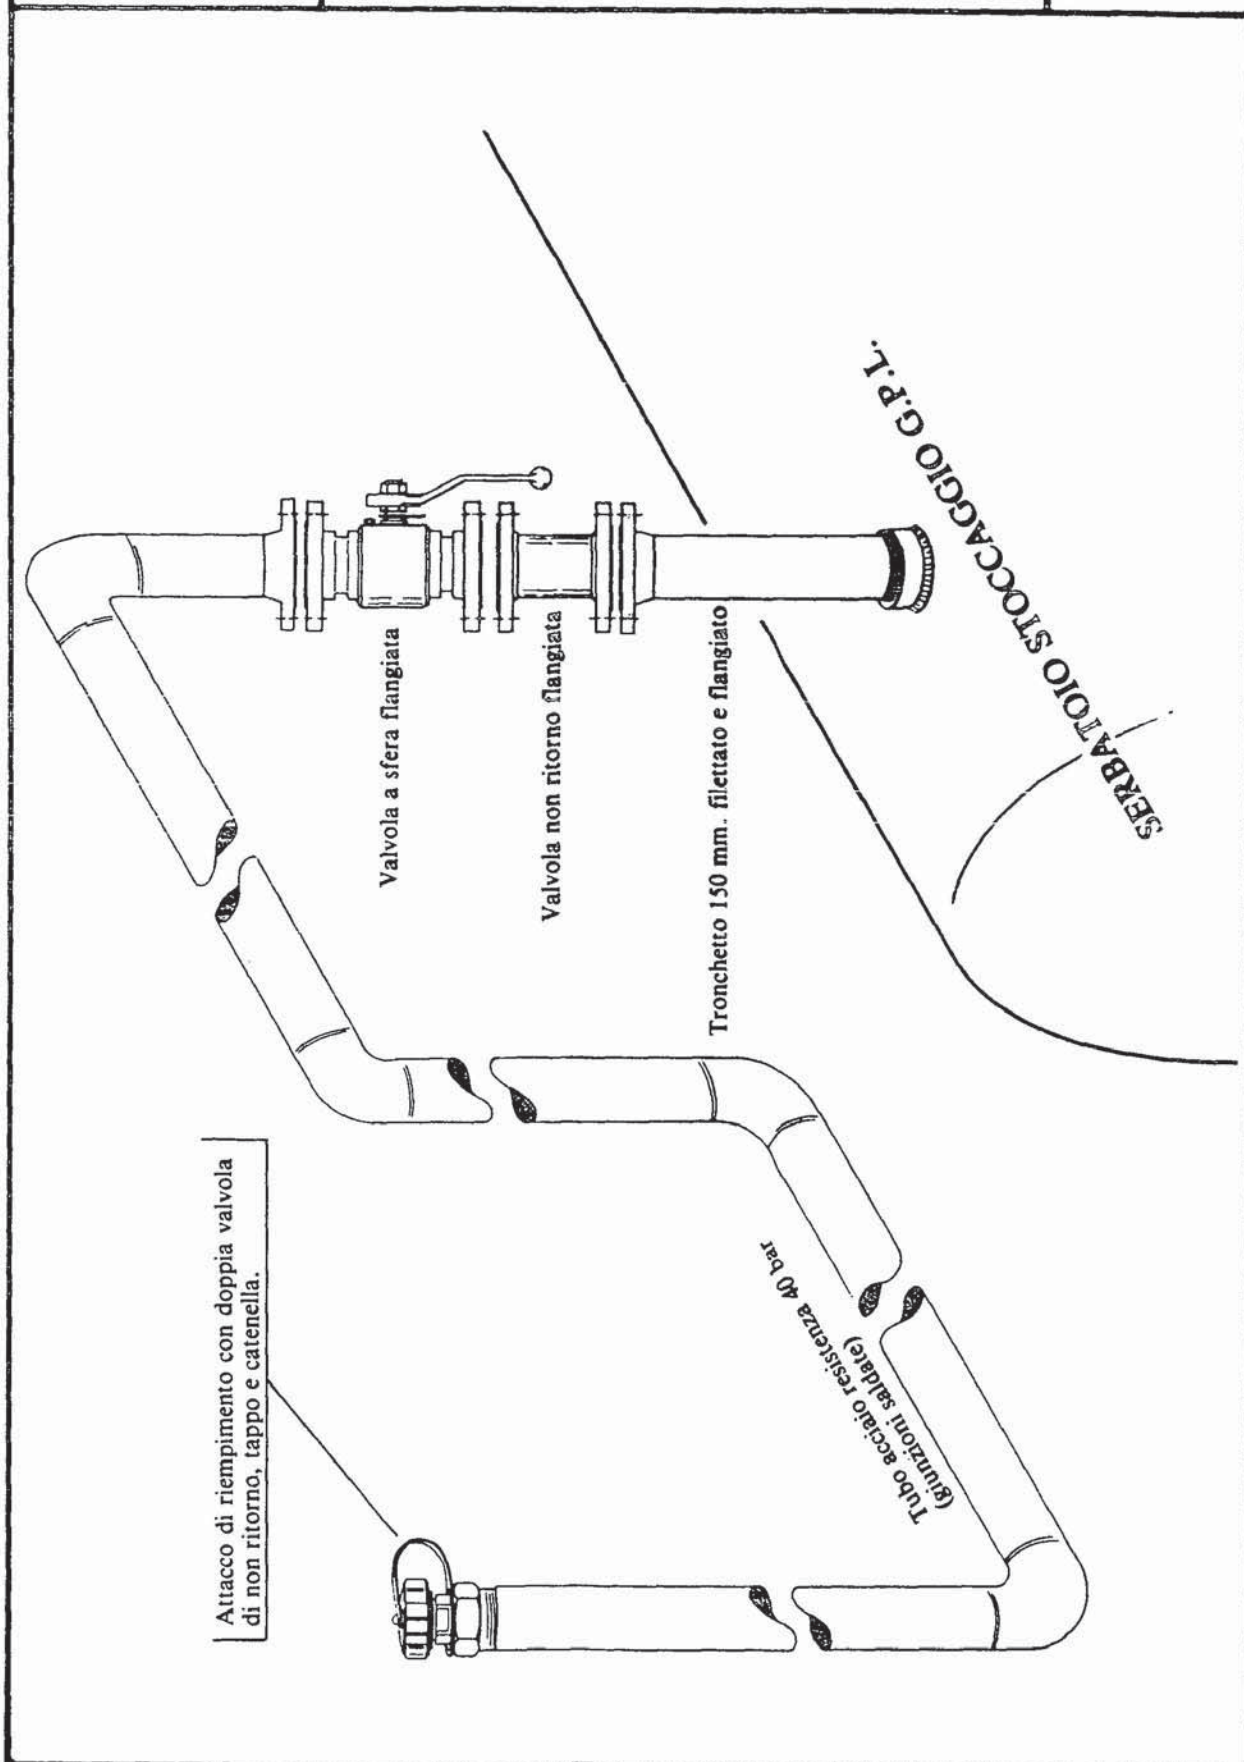 Attacco di riempimento con doppia valvola
di non ritorno, tappo e catenella.
Valvola a sfera flangiata
Valvola non ritorno flangiata
Tronchetto 150 mm. filettato e flangiato
Tubo acciaio resistenza 40 bar
(giunzioni saldate)
SERBATOIO STOCCAGGIO G.P.L.